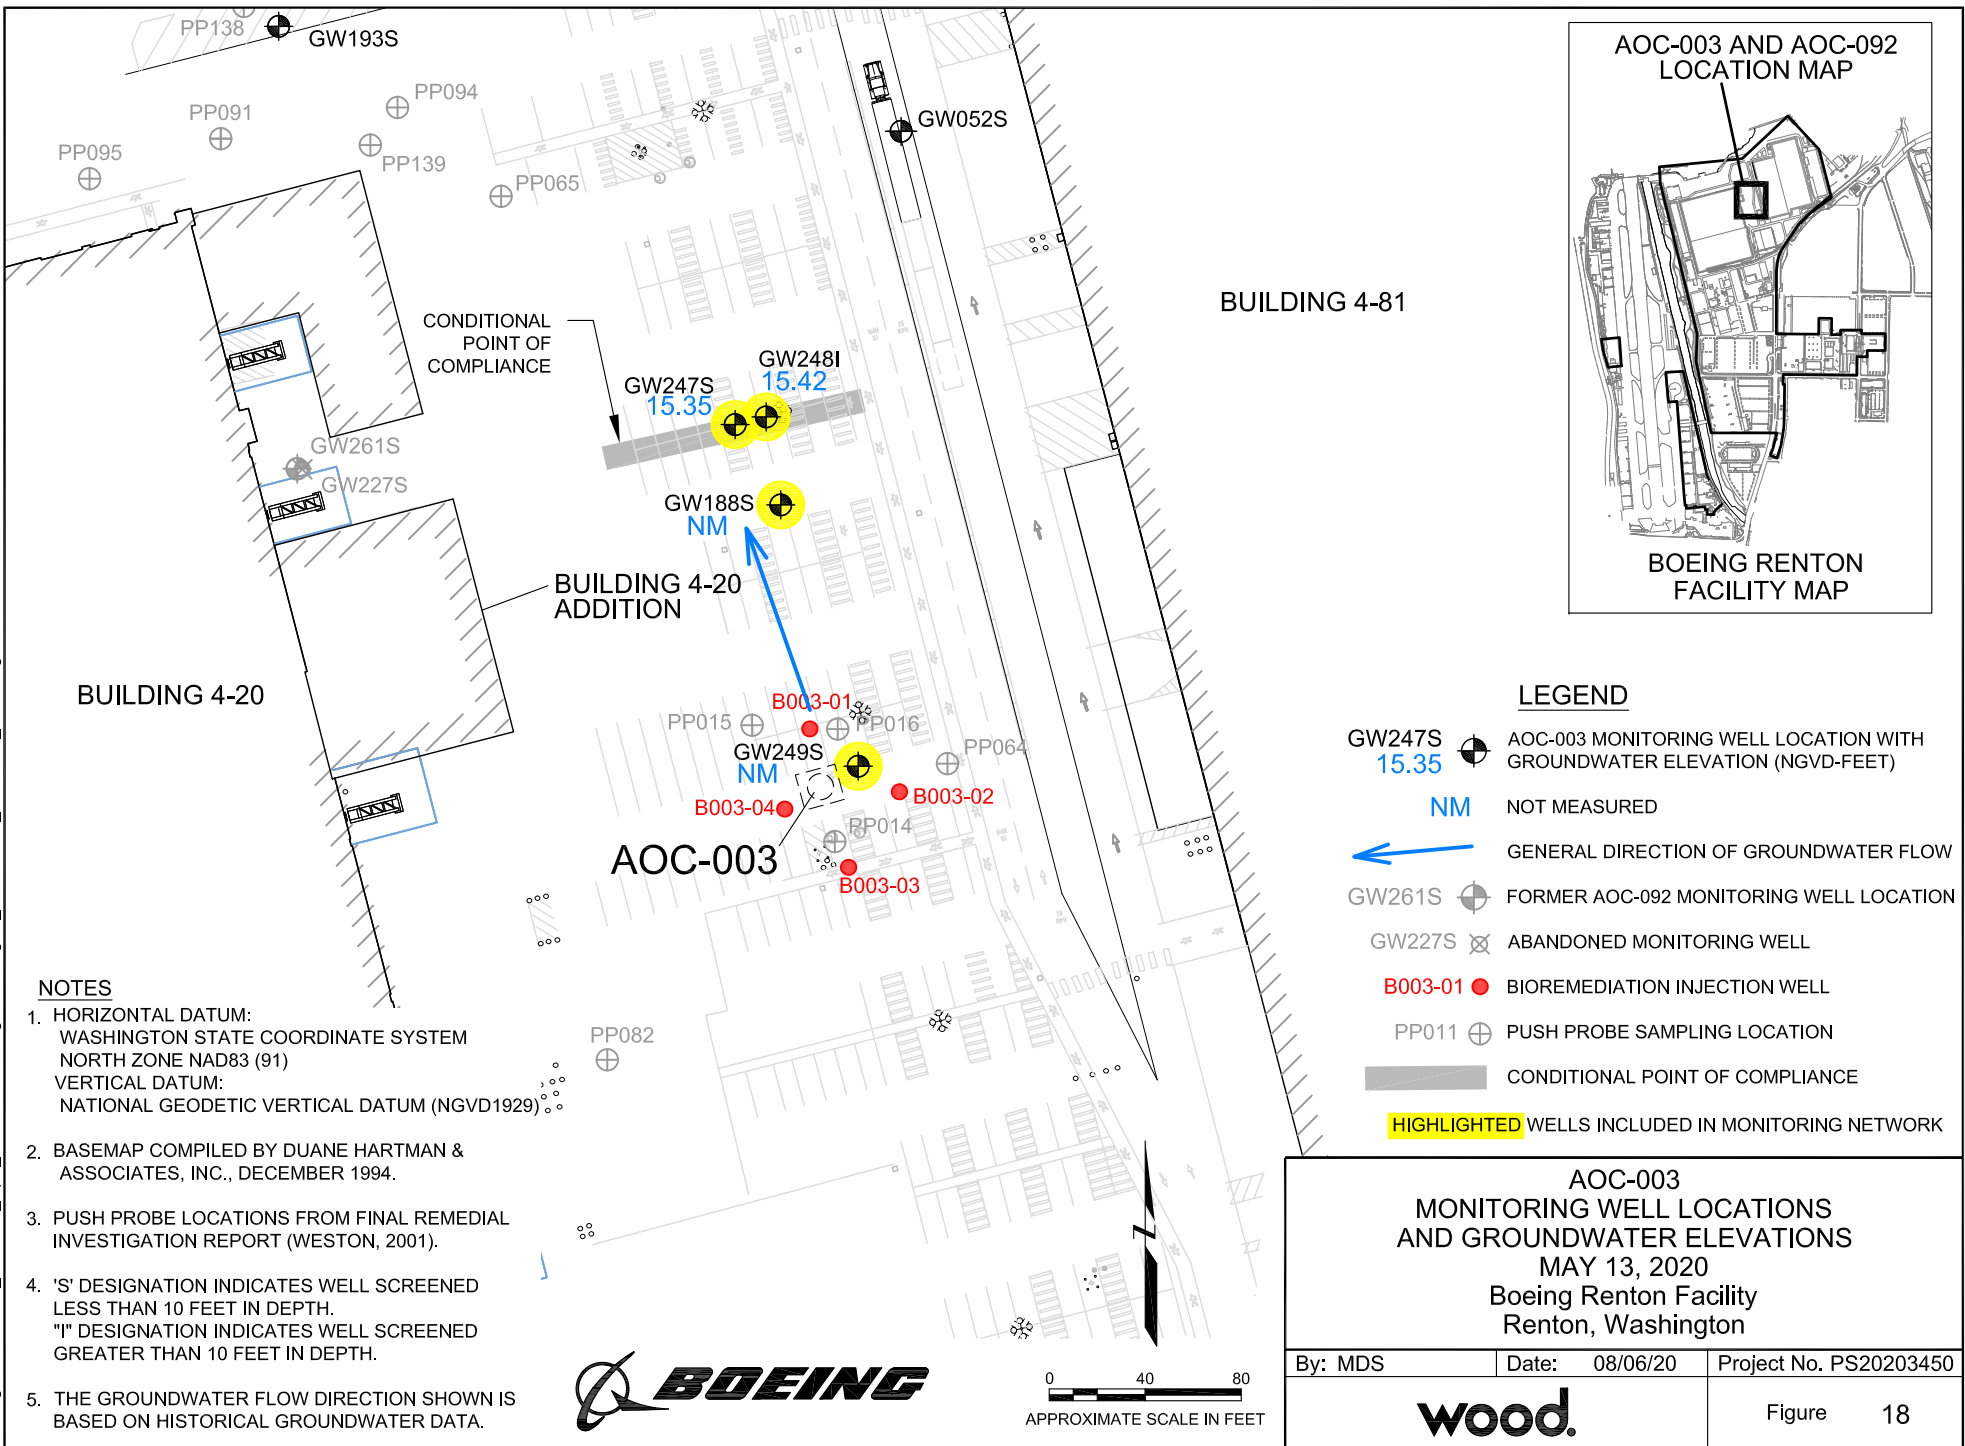 PP138
GW193S
PP094
PP091
PP139
PP095
PP065
GW052S
CONDITIONAL
POINT OF
COMPLIANCE
GW248I
15.42
GW247S
15.35
BUILDING 4-81
GW261S
GW227S
GW188S
NM
BUILDING 4-20
ADDITION
BUILDING 4-20
B003-01
PP015
PP016
GW249S
NM
PP064
B003-02
B003-04
PP014
AOC-003
B003-03
PP082
AOC-003 AND AOC-092
LOCATION MAP
BOEING RENTON
FACILITY MAP
LEGEND
GW247S
15.35
AOC-003 MONITORING WELL LOCATION WITH
GROUNDWATER ELEVATION (NGVD-FEET)
NM NOT MEASURED
GENERAL DIRECTION OF GROUNDWATER FLOW
GW261S FORMER AOC-092 MONITORING WELL LOCATION
GW227S ABANDONED MONITORING WELL
B003-01 BIOREMEDIATION INJECTION WELL
PP011 PUSH PROBE SAMPLING LOCATION
CONDITIONAL POINT OF COMPLIANCE
HIGHLIGHTED WELLS INCLUDED IN MONITORING NETWORK
NOTES
1. HORIZONTAL DATUM:
WASHINGTON STATE COORDINATE SYSTEM
NORTH ZONE NAD83 (91)
VERTICAL DATUM:
NATIONAL GEODETIC VERTICAL DATUM (NGVD1929)
2. BASEMAP COMPILED BY DUANE HARTMAN &
ASSOCIATES, INC., DECEMBER 1994.
3. PUSH PROBE LOCATIONS FROM FINAL REMEDIAL
INVESTIGATION REPORT (WESTON, 2001).
4. 'S' DESIGNATION INDICATES WELL SCREENED
LESS THAN 10 FEET IN DEPTH.
"I" DESIGNATION INDICATES WELL SCREENED
GREATER THAN 10 FEET IN DEPTH.
5. THE GROUNDWATER FLOW DIRECTION SHOWN IS
BASED ON HISTORICAL GROUNDWATER DATA.
BOEING
Z
0 40 80
APPROXIMATE SCALE IN FEET
AOC-003
MONITORING WELL LOCATIONS
AND GROUNDWATER ELEVATIONS
MAY 13, 2020
Boeing Renton Facility
Renton, Washington
By: MDS Date: 08/06/20 Project No. PS20203450
wood.
Figure 18